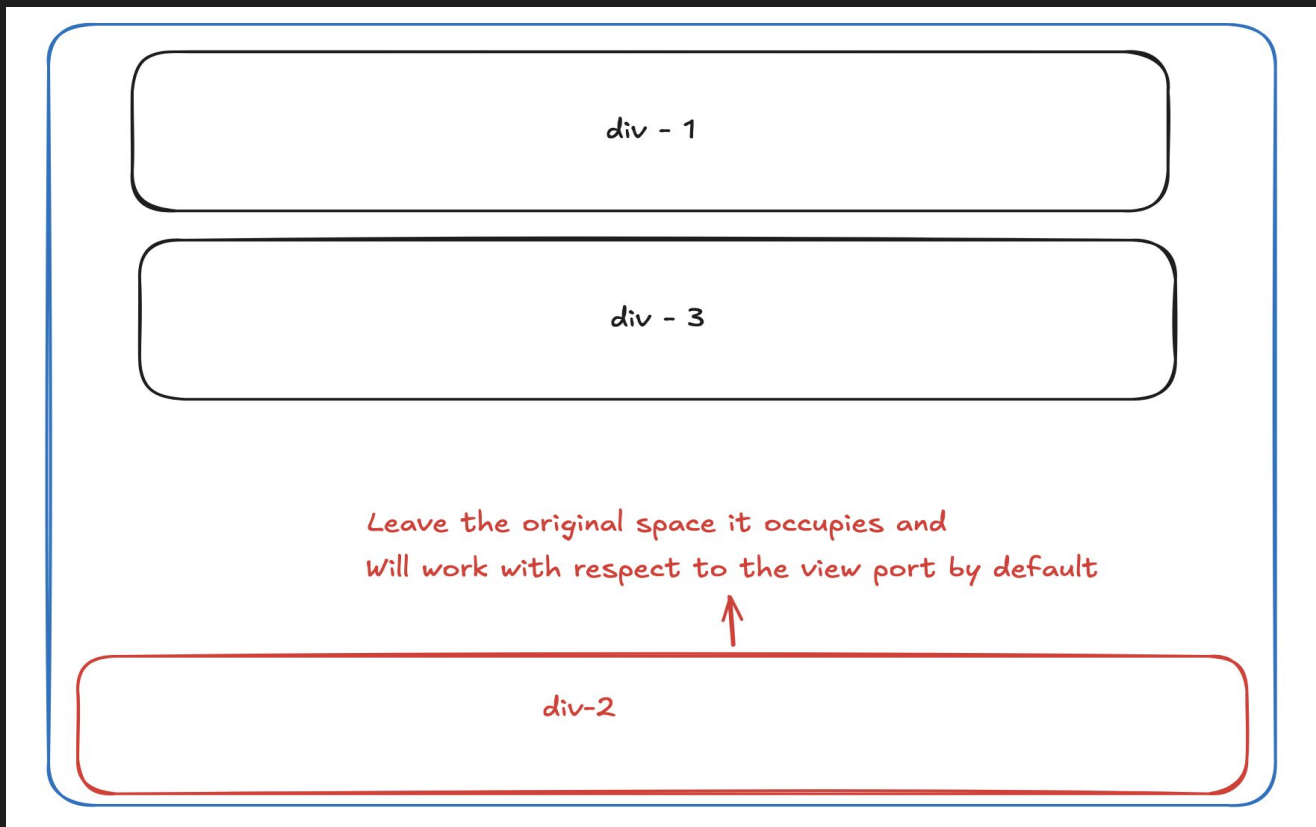 div - 1
div - 3
Leave the original space it occupies and
Will work with respect to the view port by default
div-2